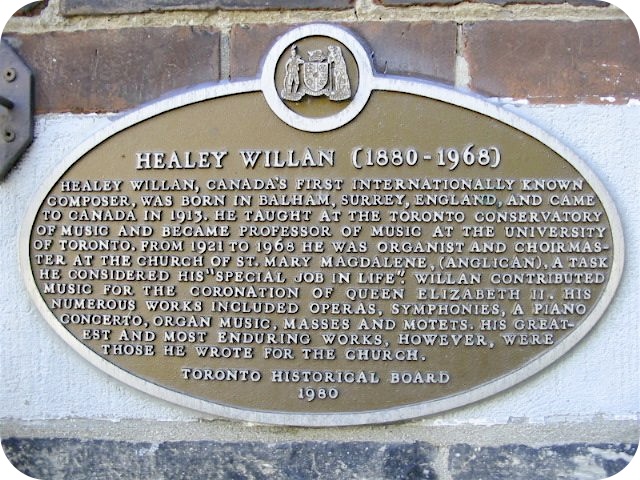 HEALEY WILLAN (1880-1968)
HEALEY WILLAN, CANADA'S FIRST INTERNATIONALLY KNOWN
COMPOSER, WAS BORN IN BALHAM, SURREY, ENGLAND, AND CAME
TO CANADA IN 1913. HE TAUGHT AT THE TORONTO CONSERVATORY
OF MUSIC AND BECAME PROFESSOR OF MUSIC AT THE UNIVERSITY
OF TORONTO. FROM 1921 TO 1968 HE WAS ORGANIST AND CHOIRMAS-
TER AT THE CHURCH OF ST. MARY MAGDALENE, (ANGLICAN), A TASK
HE CONSIDERED HIS "SPECIAL JOB IN LIFE". WILLAN CONTRIBUTED
MUSIC FOR THE CORONATION OF QUEEN ELIZABETH II. HIS
NUMEROUS WORKS INCLUDED OPERAS, SYMPHONIES, A PIANO
CONCERTO, ORGAN MUSIC, MASSES AND MOTETS. HIS GREAT-
EST AND MOST ENDURING WORKS, HOWEVER, WERE
THOSE HE WROTE FOR THE CHURCH.
TORONTO HISTORICAL BOARD
1980